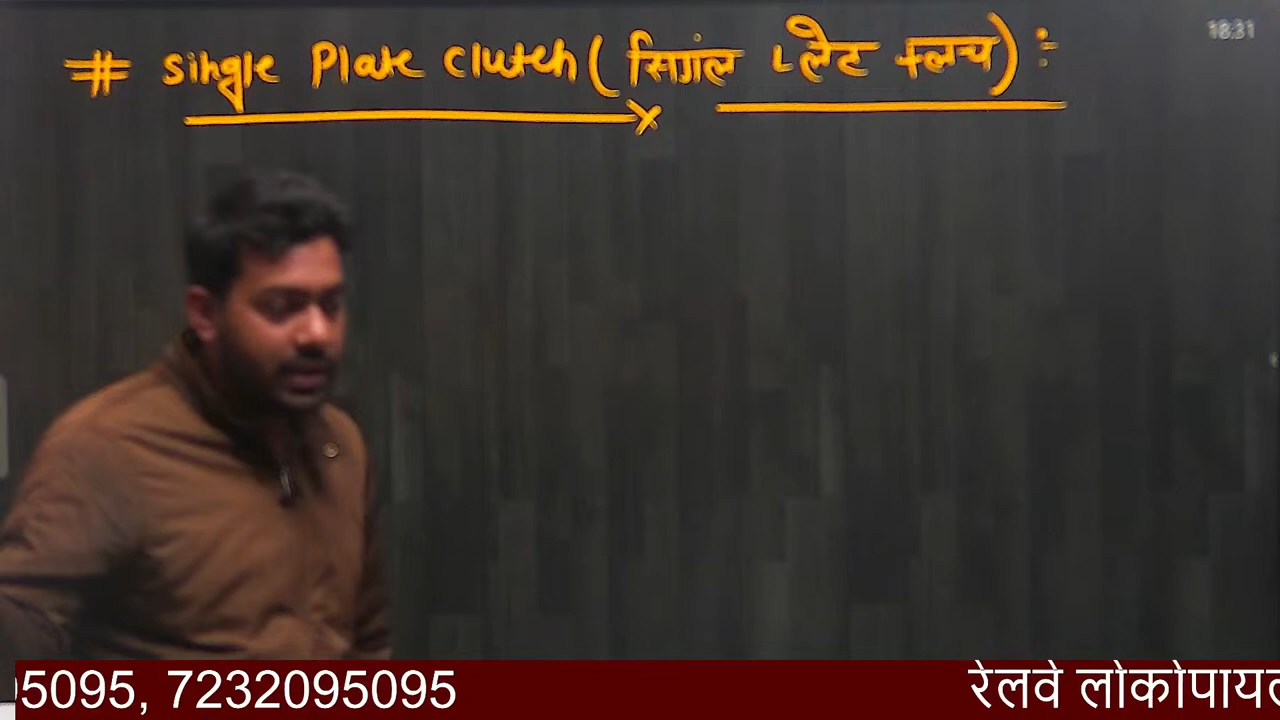 18:31
# Single Plate Clutch (सिंगल प्लेट क्लच) :-
5095, 7232095095 रेलवे लोकोपायल